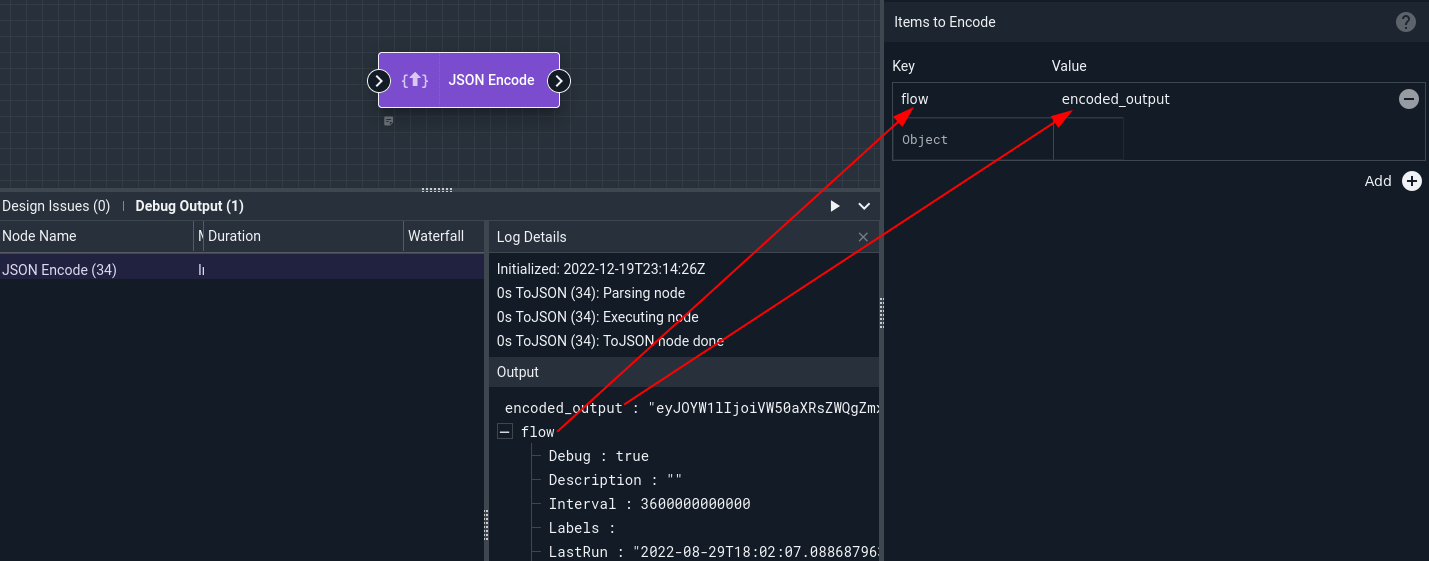 JSON Encode
Design Issues (0) | Debug Output (1)
Node Name
Duration
Waterfall
JSON Encode (34)
Log Details
Initialized: 2022-12-19T23:14:26Z
0s ToJSON (34): Parsing node
0s ToJSON (34): Executing node
0s ToJSON (34): ToJSON node done
Output
encoded_output : "eyJOYW1lIjoiVW50aXRsZWQgZmx
flow
Debug : true
Description : ""
Interval : 3600000000000
Labels :
LastRun : "2022-08-29T18:02:07.088687963
Items to Encode
?
Key Value
flow encoded_output
Object
Add